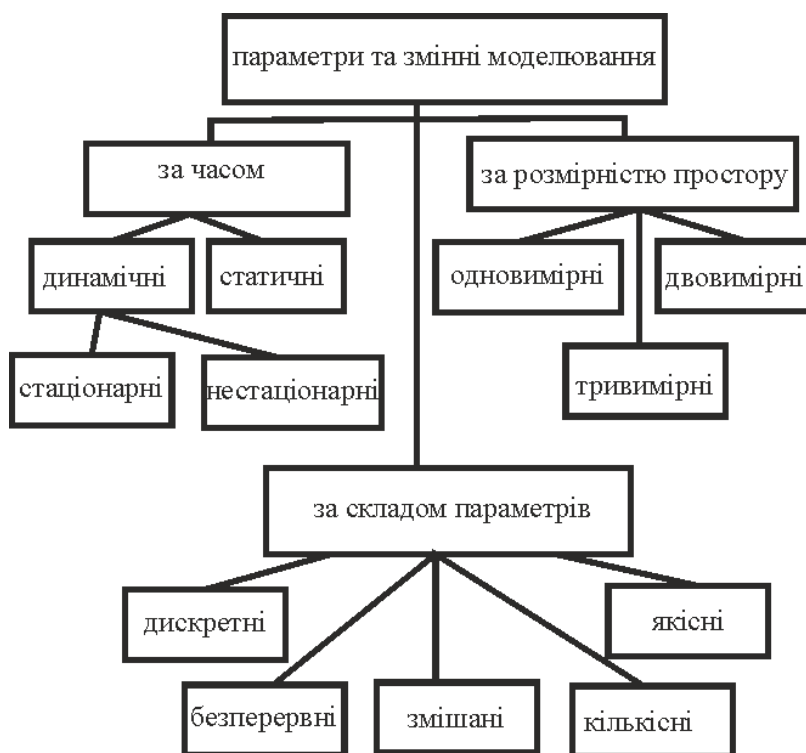 параметри та змінні моделювання
за часом
за розмірністю простору
динамічні
статичні
одновимірні
двовимірні
стаціонарні
нестаціонарні
тривимірні
за складом параметрів
дискретні
якісні
безперервні
змішані
кількісні